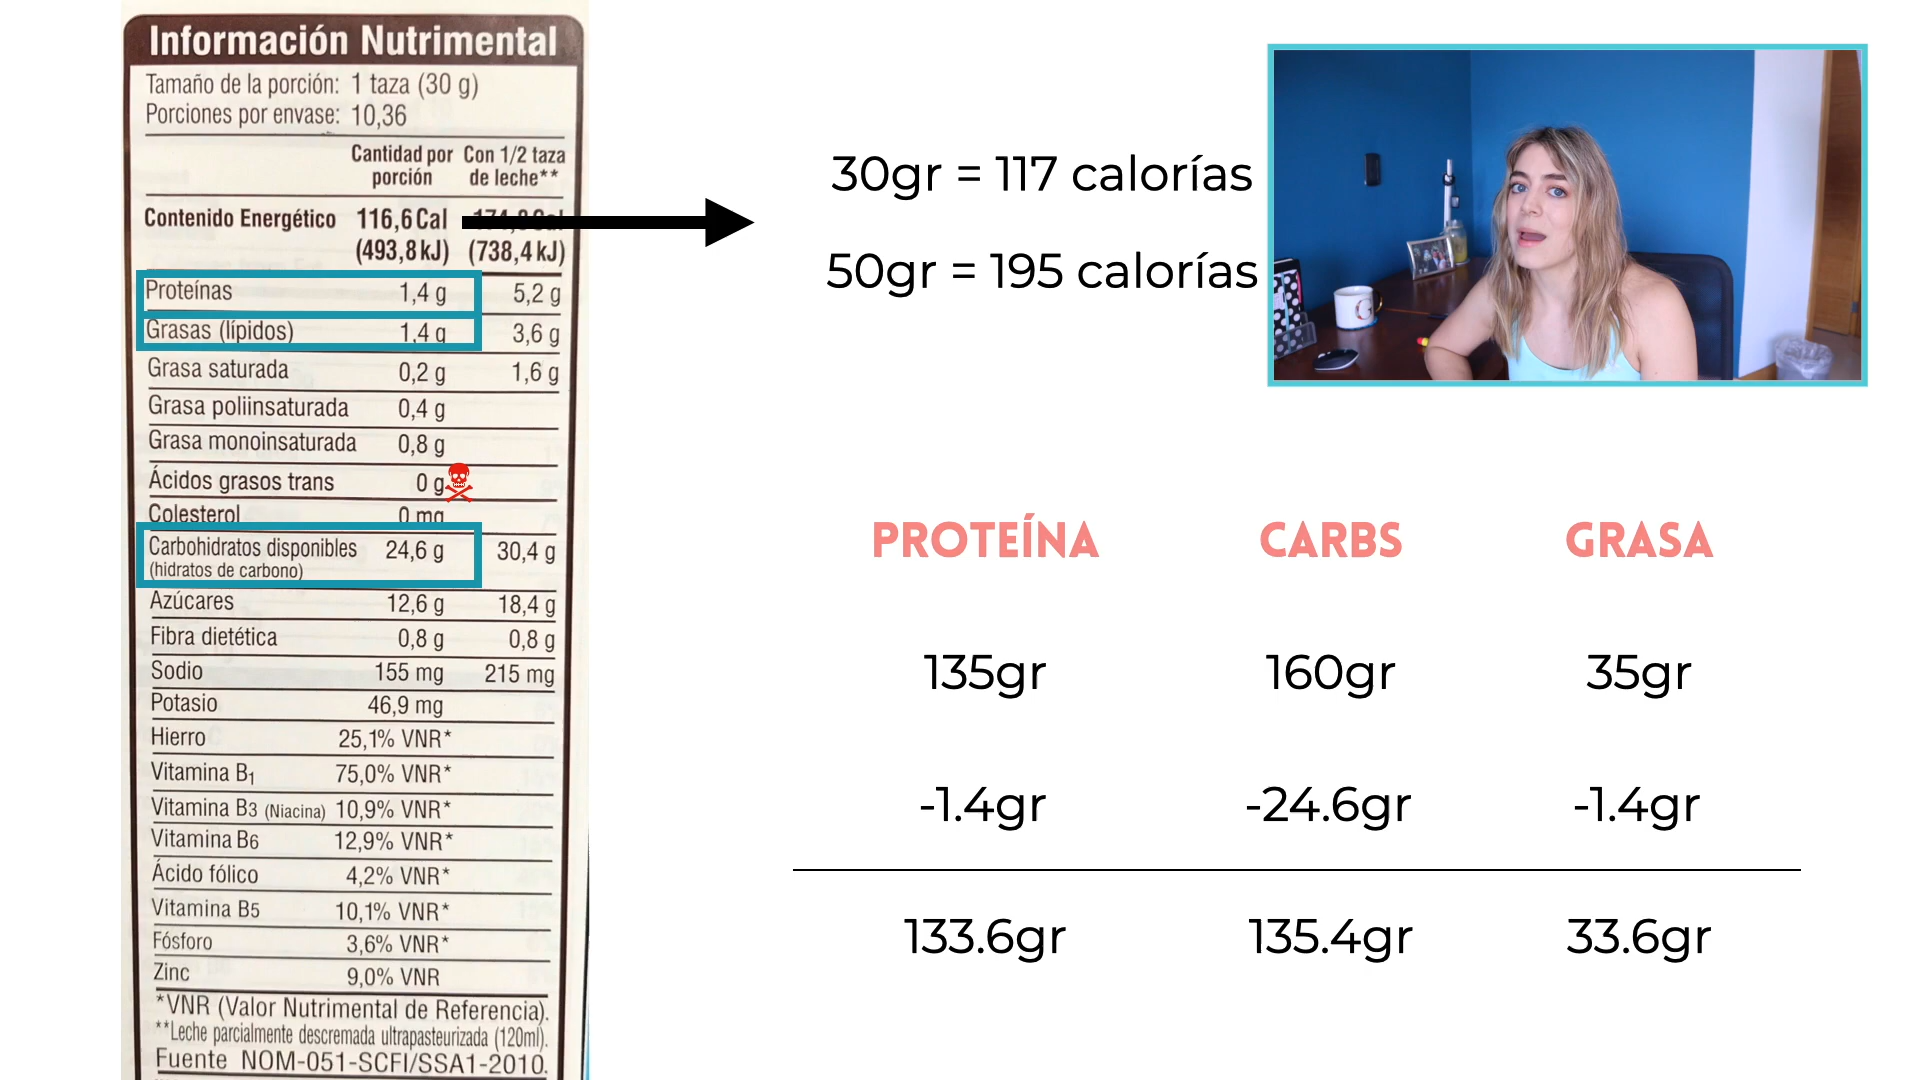 Información Nutrimental
Tamaño de la porción: 1 taza (30 g)
Porciones por envase: 10,36
Cantidad por porción Con 1/2 taza de leche**
Contenido Energético 116,6 Cal
(493,8 kJ) (738,4 kJ)
Proteínas 1,4 g 5,2 g
Grasas (lípidos) 1,4 g 3,6 g
Grasa saturada 0,2 g 1,6 g
Grasa poliinsaturada 0,4 g
Grasa monoinsaturada 0,8 g
Ácidos grasos trans 0 g
Colesterol 0 mg
Carbohidratos disponibles 24,6 g 30,4 g
(hidratos de carbono)
Azúcares 12,6 g 18,4 g
Fibra dietética 0,8 g 0,8 g
Sodio 155 mg 215 mg
Potasio 46,9 mg
Hierro 25,1% VNR*
Vitamina B1 75,0% VNR*
Vitamina B3 (Niacina) 10,9% VNR*
Vitamina B6 12,9% VNR*
Ácido fólico 4,2% VNR*
Vitamina B5 10,1% VNR*
Fósforo 3,6% VNR*
Zinc 9,0% VNR
*VNR (Valor Nutrimental de Referencia).
**Leche parcialmente descremada ultrapasteurizada (120ml).
Fuente NOM-051-SCFI/SSA1-2010.
30gr = 117 calorías
50gr = 195 calorías
G
PROTEÍNA CARBS GRASA
135gr 160gr 35gr
-1.4gr -24.6gr -1.4gr
133.6gr 135.4gr 33.6gr